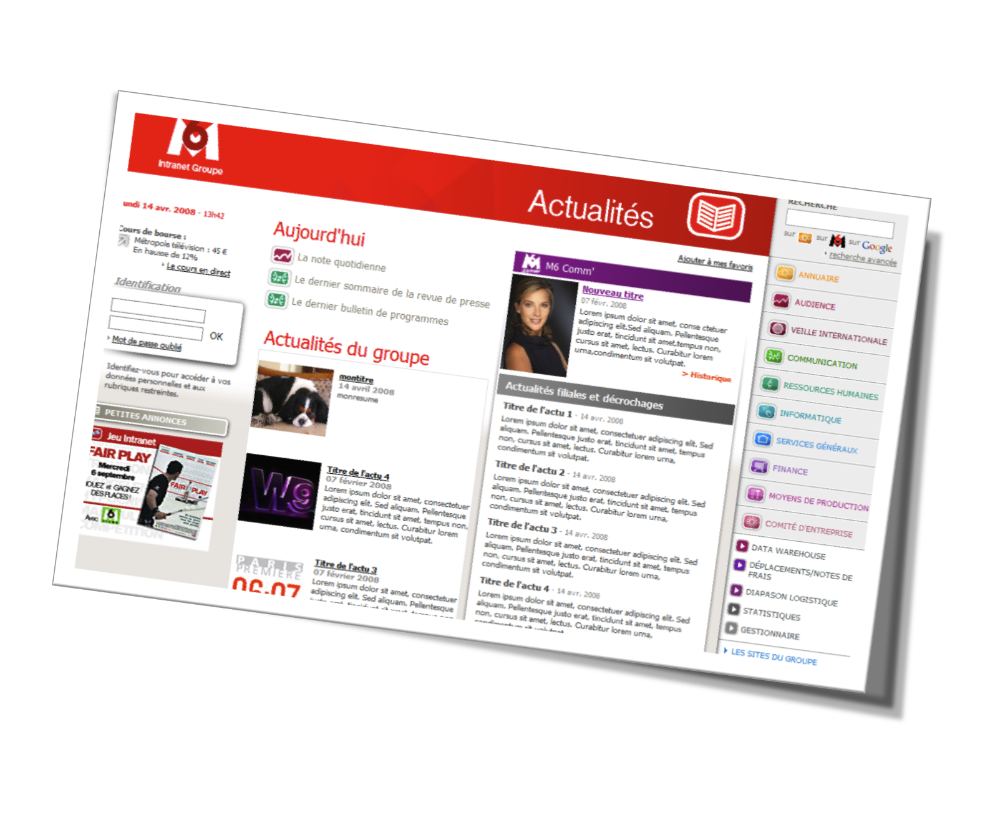 M6
Intranet Groupe
Actualités
undi 14 avr. 2008 - 13h42
Cours de bourse :
Métropole télévision : 45 €
En hausse de 12%
Le cours en direct
Identification
OK
Mot de passe oublié
Identifiez-vous pour accéder à vos
données personnelles et aux
rubriques restreintes.
PETITES ANNONCES
Jeu Intranet
FAIR PLAY
Mercredi
6 septembre
JOUEZ et GAGNEZ
DES PLACES !
Avec
6
FAIR PLAY
COMPETITION
Aujourd'hui
La note quotidienne
Le dernier sommaire de la revue de presse
Le dernier bulletin de programmes
Actualités du groupe
montitre
14 avril 2008
monresume
W9
Titre de l'actu 4
07 février 2008
Lorem ipsum dolor sit amet, consectetuer
adipiscing elit. Sed aliquam. Pellentesque
justo erat, tincidunt sit amet, tempus non,
cursus sit amet, lectus. Curabitur lorem
urna, condimentum sit volutpat.
PARIS
PREMIÈRE
06-07
Titre de l'actu 3
07 février 2008
Lorem ipsum dolor sit amet, consectetuer
adipiscing elit. Sed aliquam. Pellentesque
justo erat, tincidunt sit amet, tempus non,
Ajouter à mes favoris
M6 Comm'
Nouveau titre
07 févr. 2008
Lorem ipsum dolor sit amet, conse ctetuer
adipiscing elit.Sed aliquam. Pellentesque
justo erat, tincidunt sit amet,tempus non,
cursus sit amet, lectus. Curabitur lorem
urna,condimentum sit volutpat.
> Historique
Actualités filiales et décrochages
Titre de l'actu 1 - 14 avr. 2008
Lorem ipsum dolor sit amet, consectetuer adipiscing elit. Sed
aliquam. Pellentesque justo erat, tincidunt sit amet, tempus
non, cursus sit amet, lectus. Curabitur lorem urna,
condimentum sit volutpat.
Titre de l'actu 2 - 14 avr. 2008
Lorem ipsum dolor sit amet, consectetuer adipiscing elit. Sed
aliquam. Pellentesque justo erat, tincidunt sit amet, tempus
non, cursus sit amet, lectus. Curabitur lorem urna,
condimentum sit volutpat.
Titre de l'actu 3 - 14 avr. 2008
Lorem ipsum dolor sit amet, consectetuer adipiscing elit. Sed
aliquam. Pellentesque justo erat, tincidunt sit amet, tempus
non, cursus sit amet, lectus. Curabitur lorem urna,
condimentum sit volutpat.
Titre de l'actu 4 - 14 avr. 2008
Lorem ipsum dolor sit amet, consectetuer adipiscing elit. Sed
aliquam. Pellentesque justo erat, tincidunt sit amet, tempus
non, cursus sit amet, lectus. Curabitur lorem urna,
condimentum sit volutpat.
RECHERCHE
sur sur M6 sur Google
recherche avancée
ANNUAIRE
AUDIENCE
VEILLE INTERNATIONALE
COMMUNICATION
RESSOURCES HUMAINES
INFORMATIQUE
SERVICES GÉNÉRAUX
FINANCE
MOYENS DE PRODUCTION
COMITÉ D'ENTREPRISE
DATA WAREHOUSE
DÉPLACEMENTS/NOTES DE
FRAIS
DIAPASON LOGISTIQUE
STATISTIQUES
GESTIONNAIRE
LES SITES DU GROUPE